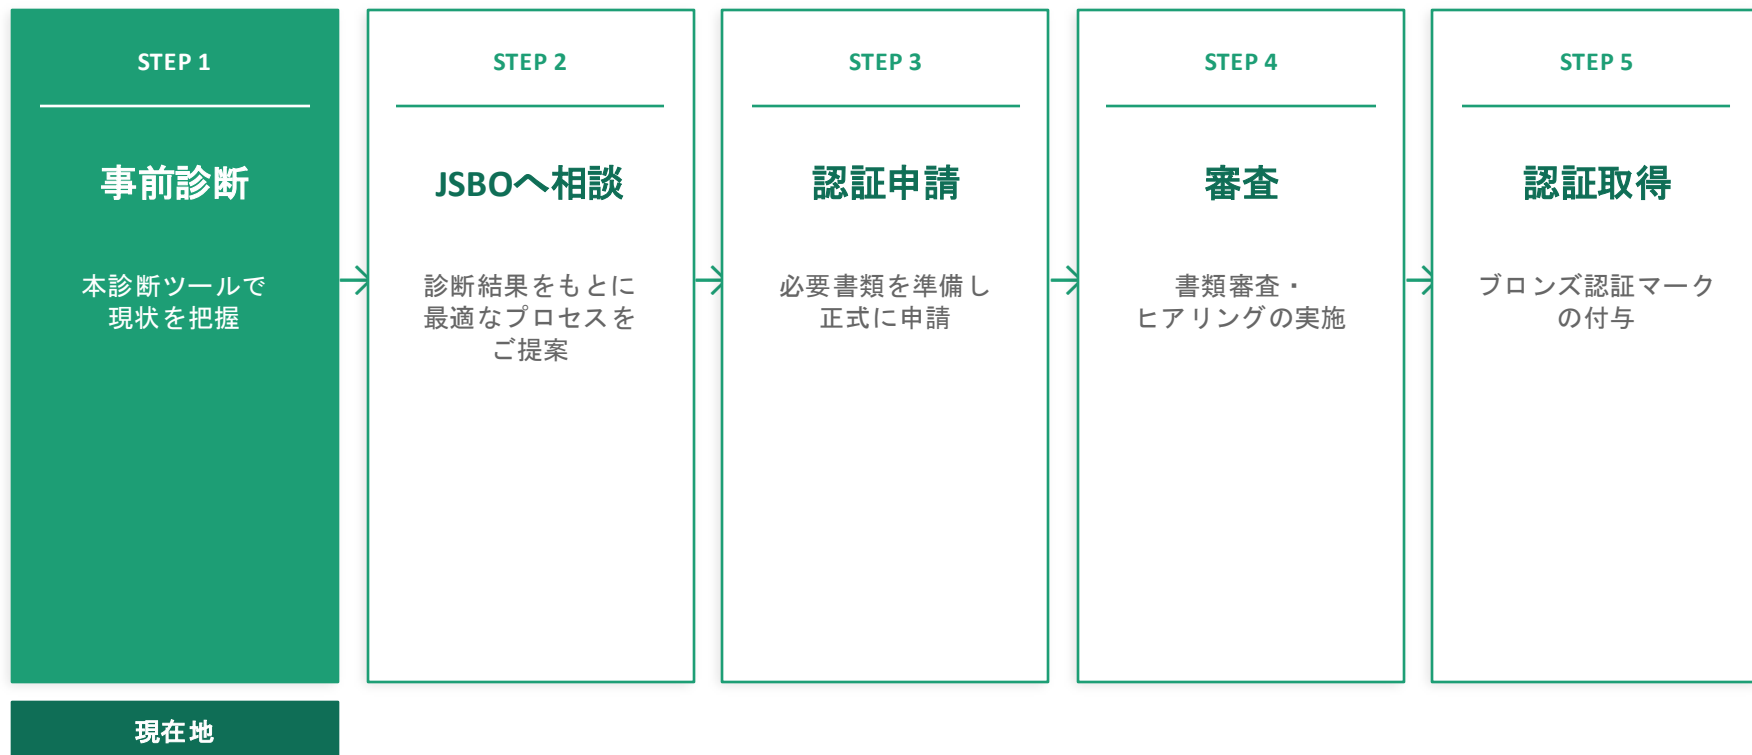 STEP 1
事前診断
本診断ツールで
現状を把握
STEP 2
JSBOへ相談
診断結果をもとに
最適なプロセスを
ご提案
STEP 3
認証申請
必要書類を準備し
正式に申請
STEP 4
審査
書類審査・
ヒアリングの実施
STEP 5
認証取得
ブロンズ認証マーク
の付与
現在地